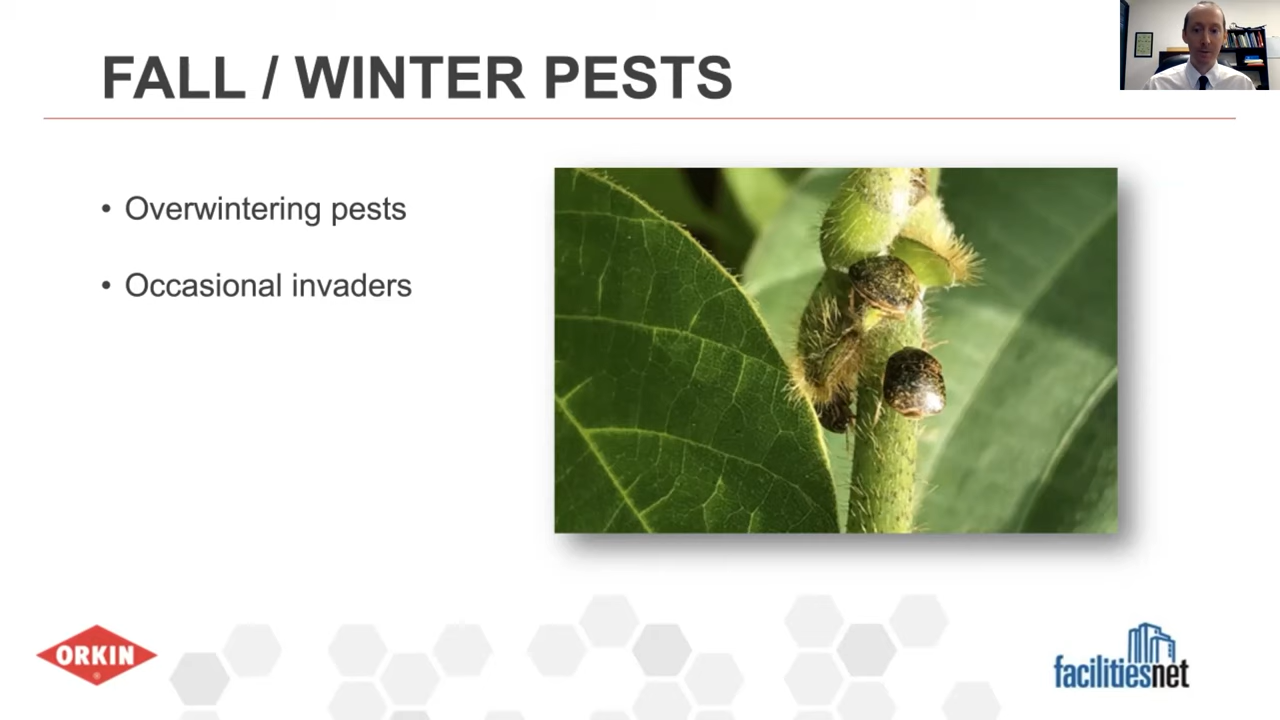 FALL / WINTER PESTS
• Overwintering pests
• Occasional invaders
ORKIN
®
facilitiesnet